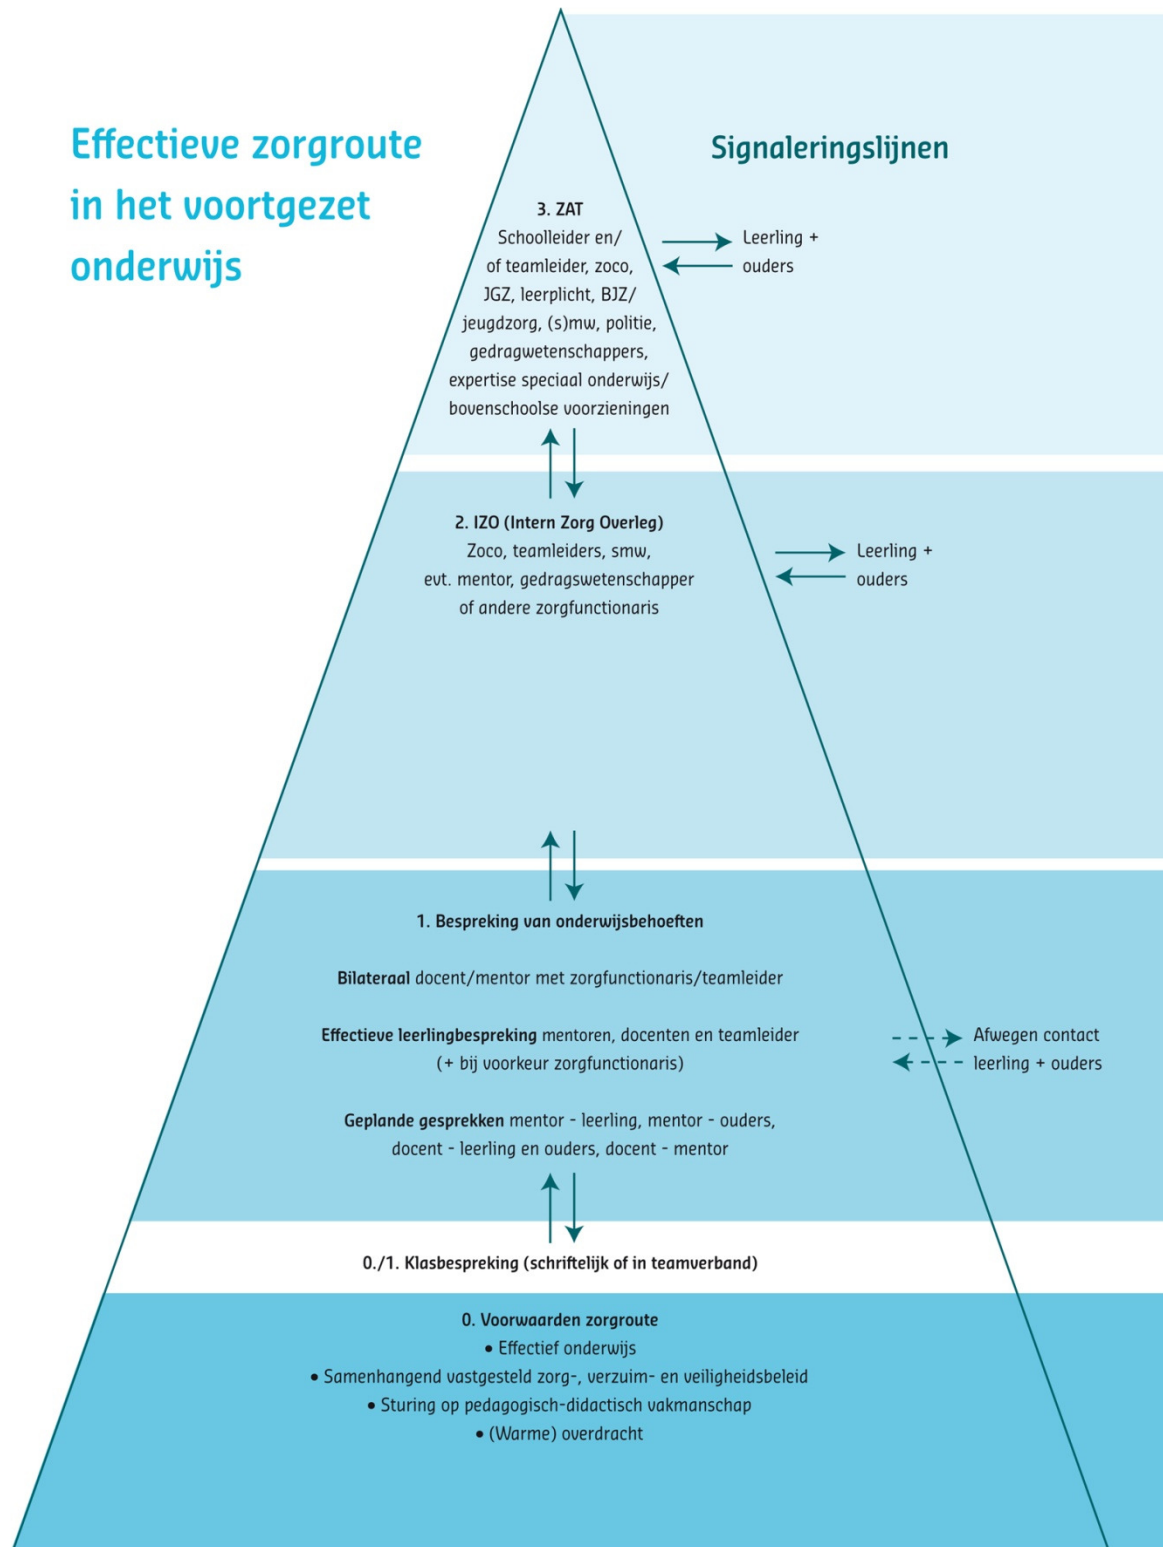 Effectieve zorgroute
in het voortgezet
onderwijs
Signaleringslijnen
3. ZAT
Schoolleider en/
of teamleider, zoco,
JGZ, leerplicht, BJZ/
jeugdzorg, (s)mw, politie,
gedragwetenschappers,
expertise speciaal onderwijs/
bovenschoolse voorzieningen
Leerling +
ouders
2. IZO (Intern Zorg Overleg)
Zoco, teamleiders, smw,
evt. mentor, gedragswetenschapper
of andere zorgfunctionaris
Leerling +
ouders
1. Bespreking van onderwijsbehoeften
Bilateraal docent/mentor met zorgfunctionaris/teamleider
Effectieve leerlingbespreking mentoren, docenten en teamleider
(+ bij voorkeur zorgfunctionaris)
Afwegen contact
leerling + ouders
Geplande gesprekken mentor - leerling, mentor - ouders,
docent - leerling en ouders, docent - mentor
0./1. Klasbespreking (schriftelijk of in teamverband)
0. Voorwaarden zorgroute
• Effectief onderwijs
• Samenhangend vastgesteld zorg-, verzuim- en veiligheidsbeleid
• Sturing op pedagogisch-didactisch vakmanschap
• (Warme) overdracht